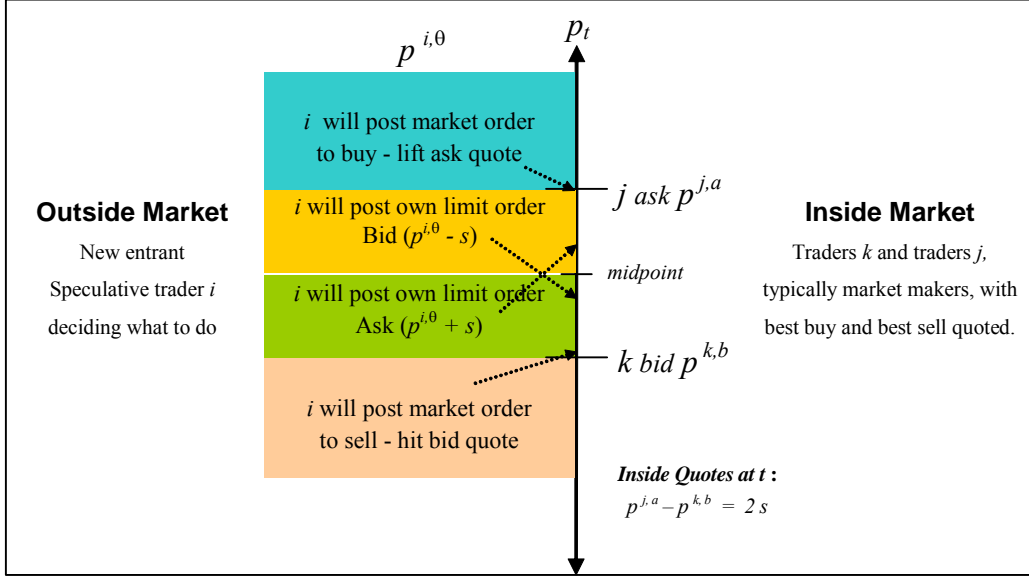 p i,θ
p t
i will post market order
to buy - lift ask quote
j ask p j,a
Outside Market
New entrant
Speculative trader i
deciding what to do
i will post own limit order
Bid (p i,θ - s)
midpoint
i will post own limit order
Ask (p i,θ + s)
k bid p k,b
Inside Market
Traders k and traders j,
typically market makers, with
best buy and best sell quoted.
i will post market order
to sell - hit bid quote
Inside Quotes at t :
p j,a – p k,b = 2 s